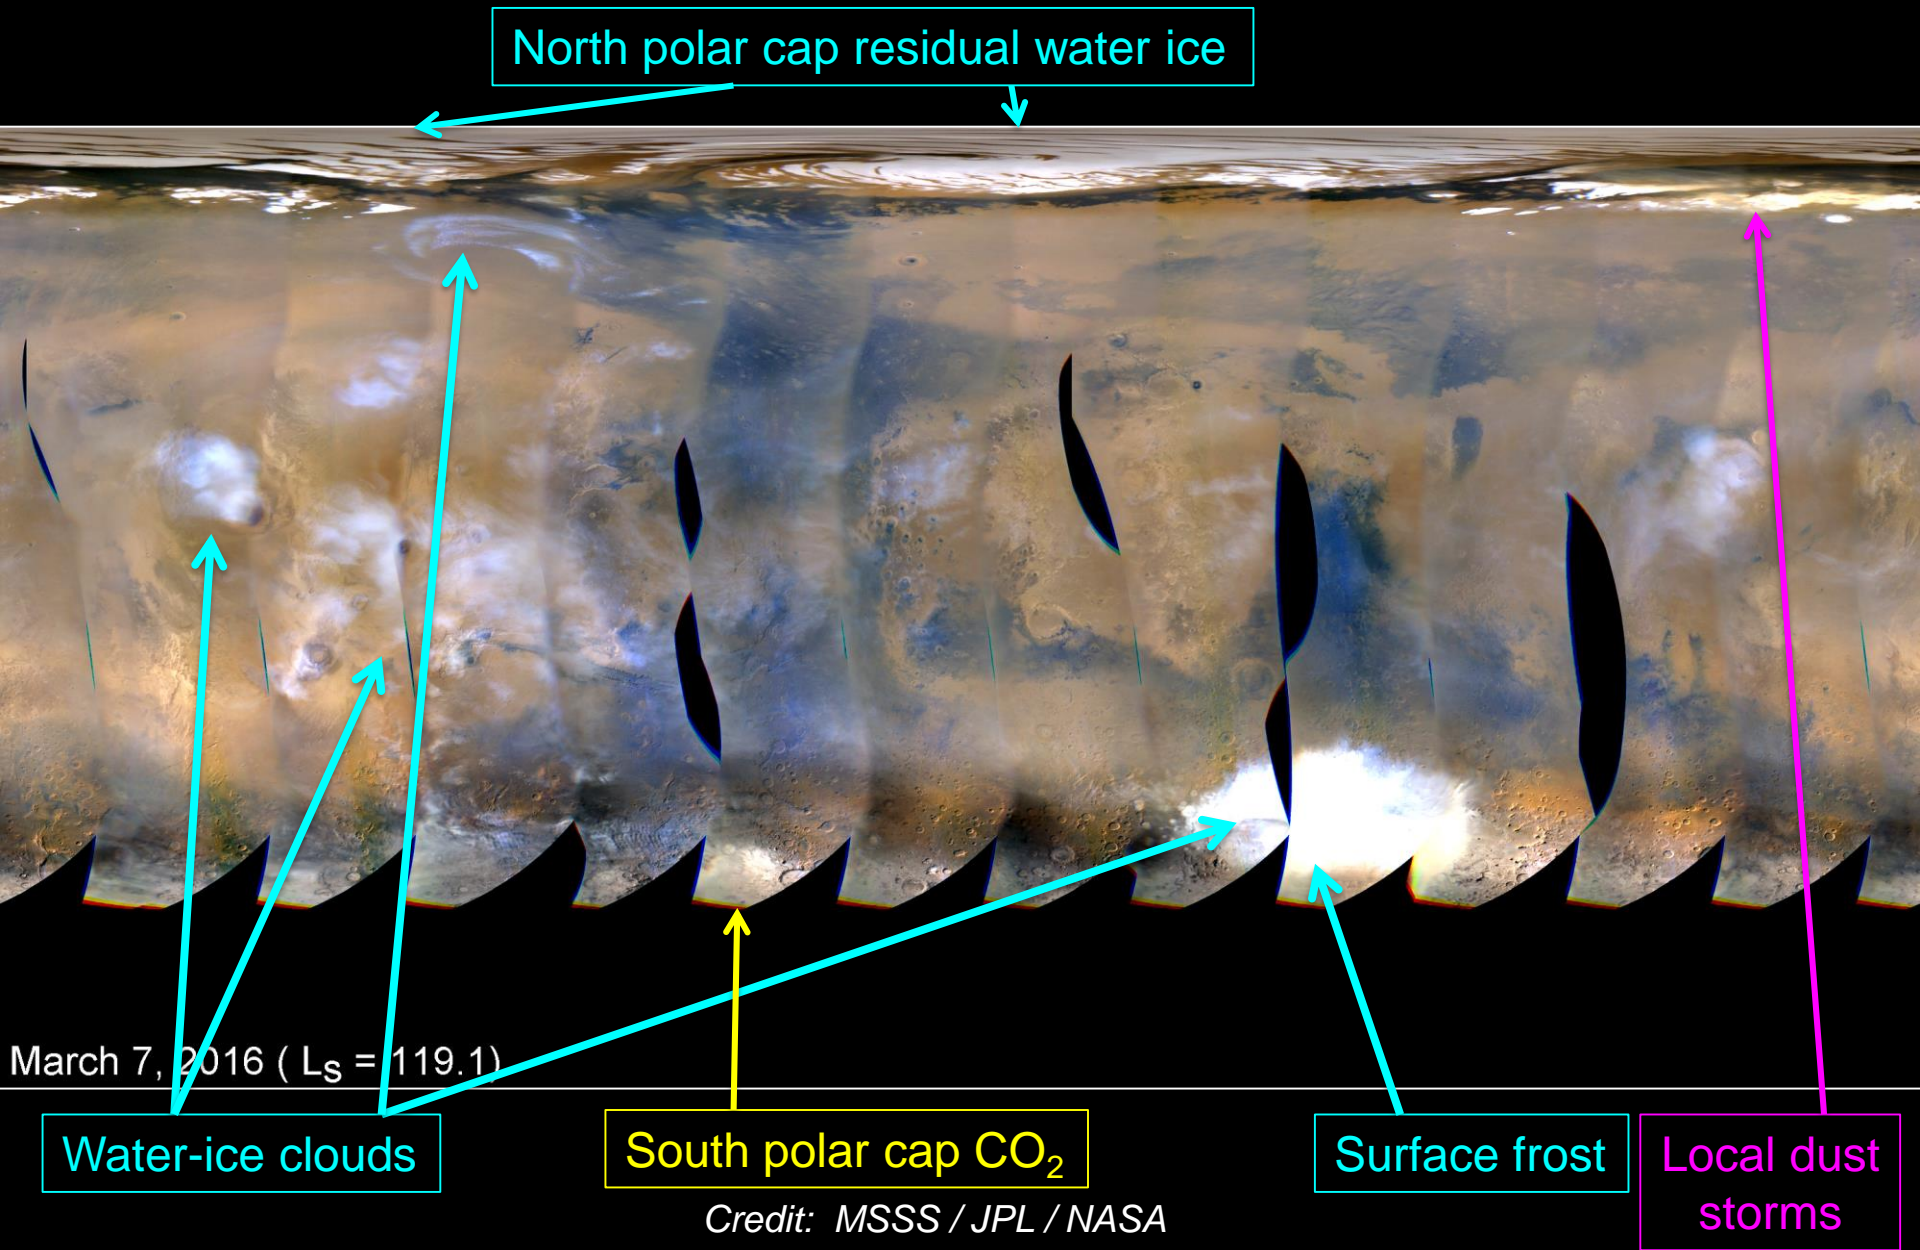 North polar cap residual water ice
March 7, 2016 ( Ls = 119.1)
Water-ice clouds
South polar cap CO₂
Surface frost
Local dust
storms
Credit: MSSS / JPL / NASA